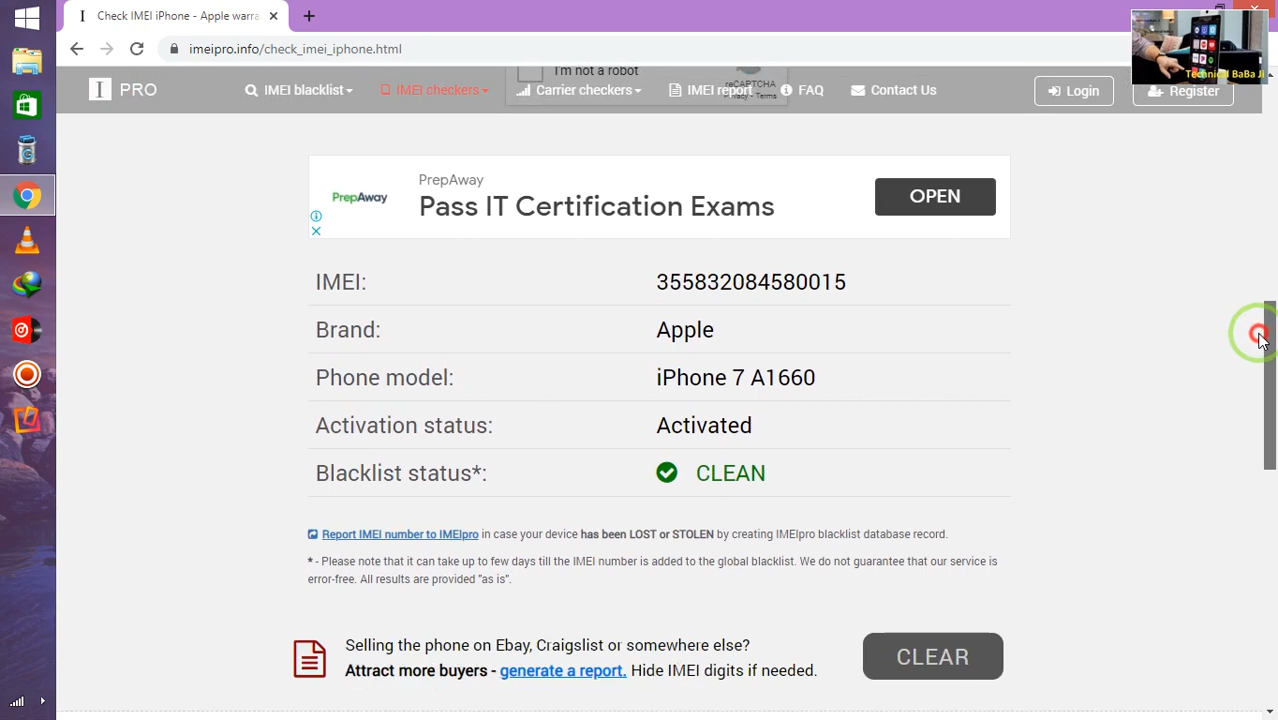 Check IMEI iPhone - Apple warra
imeipro.info/check_imei_iphone.html
Technical BaBa Ji
I'm not a robot
reCAPTCHA
Privacy - Terms
I PRO
IMEI blacklist
IMEI checkers
Carrier checkers
IMEI report
FAQ
Contact Us
Login
Register
PrepAway
PrepAway
Pass IT Certification Exams
OPEN
IMEI: 355832084580015
Brand: Apple
Phone model: iPhone 7 A1660
Activation status: Activated
Blacklist status*: CLEAN
Report IMEI number to IMEIpro in case your device has been LOST or STOLEN by creating IMEIpro blacklist database record.
* - Please note that it can take up to few days till the IMEI number is added to the global blacklist. We do not guarantee that our service is
error-free. All results are provided "as is".
Selling the phone on Ebay, Craigslist or somewhere else?
Attract more buyers - generate a report. Hide IMEI digits if needed.
CLEAR